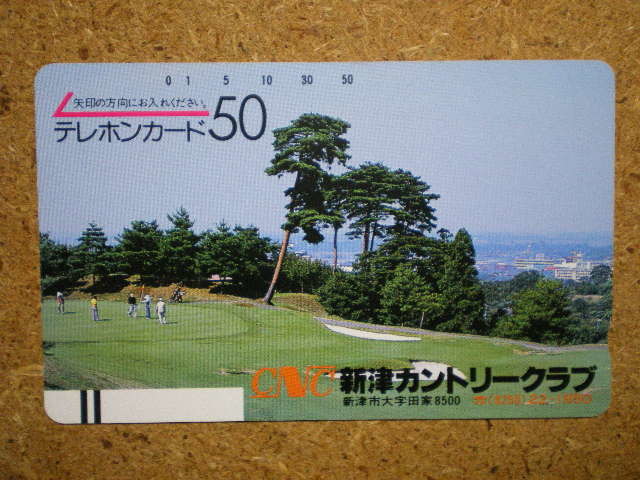 0 1 5 10 30 50
矢印の方向にお入れください。
テレホンカード50
新津カントリークラブ
新津市大字田家8500